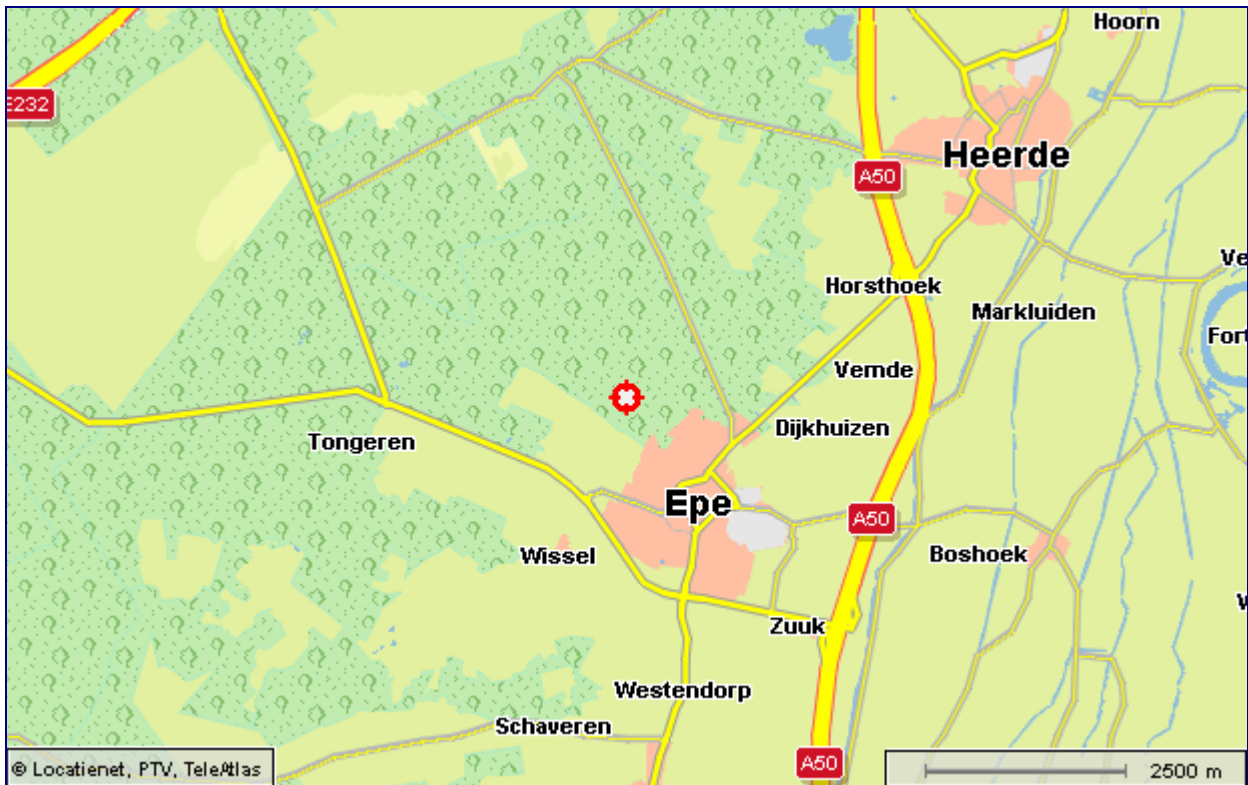 Hoorn
E232
Heerde
A50
Ve
Horsthoek
Markluiden
Fort
Vemde
Dijkhuizen
Tongeren
Epe
A50
Wissel
Boshoek
V
Zuuk
Westendorp
Schaveren
A50
© Locatienet, PTV, TeleAtlas
2500 m